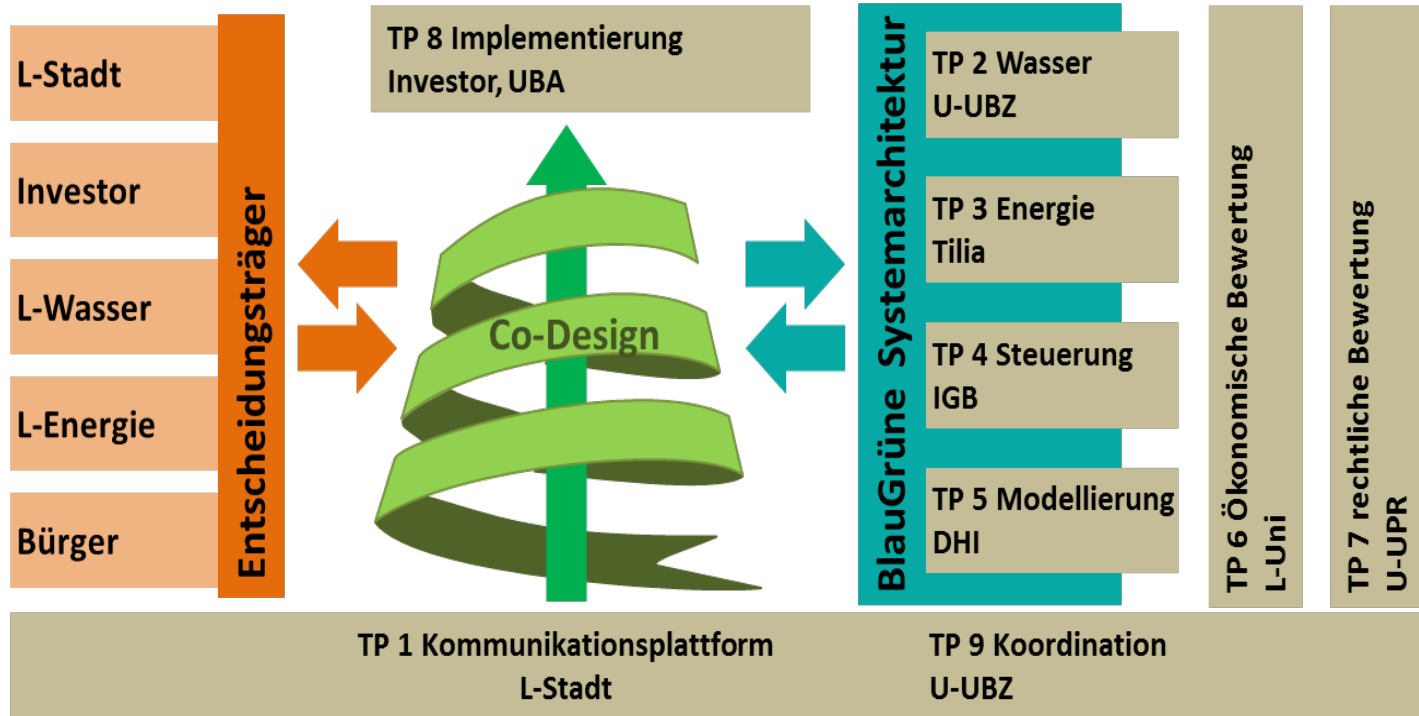 L-Stadt
Investor
L-Wasser
L-Energie
Bürger
Entscheidungsträger
TP 8 Implementierung
Investor, UBA
Co-Design
BlauGrüne Systemarchitektur
TP 2 Wasser
U-UBZ
TP 3 Energie
Tilia
TP 4 Steuerung
IGB
TP 5 Modellierung
DHI
TP 6 Ökonomische Bewertung
L-Uni
TP 7 rechtliche Bewertung
U-UPR
TP 1 Kommunikationsplattform
L-Stadt
TP 9 Koordination
U-UBZ